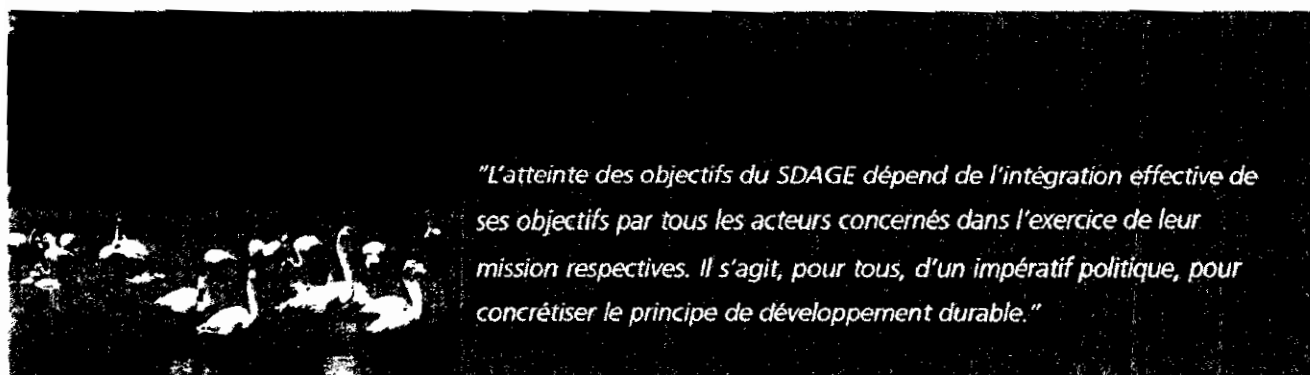 "L'atteinte des objectifs du SDAGE dépend de l'intégration effective de
ses objectifs par tous les acteurs concernés dans l'exercice de leur
mission respectives. Il s'agit, pour tous, d'un impératif politique, pour
concrétiser le principe de développement durable."